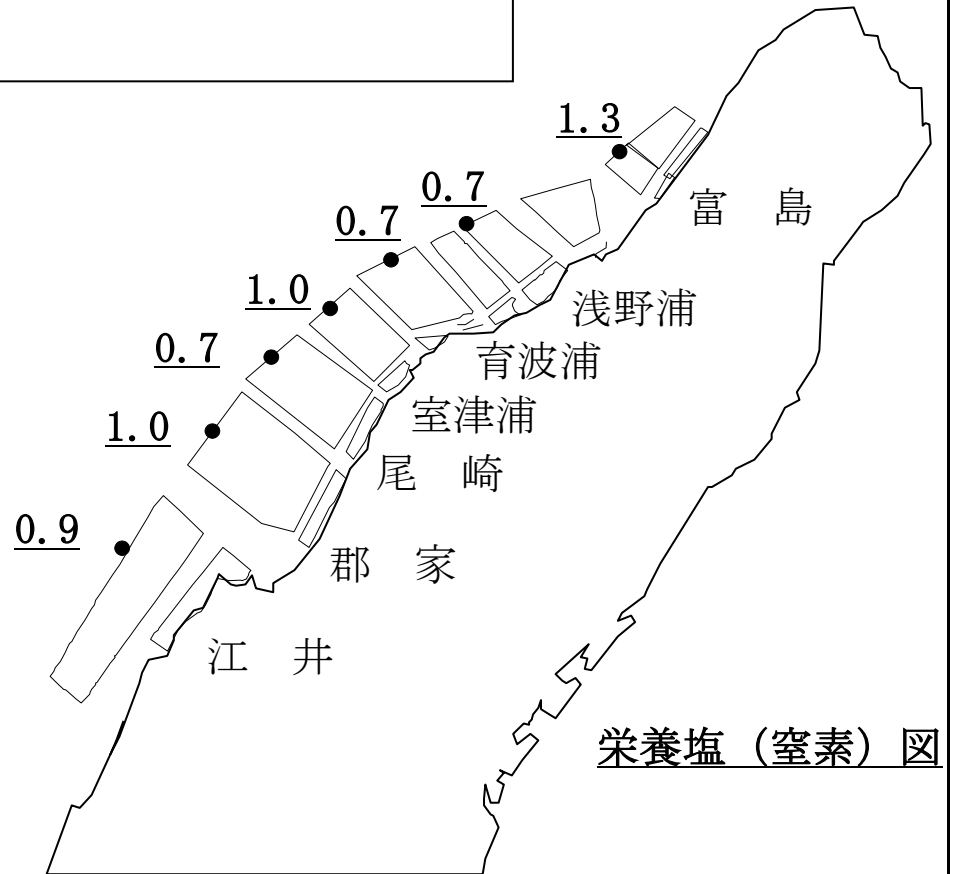 1.3
0.7
富 島
0.7
1.0
浅野浦
0.7
育波浦
1.0
室津浦
尾 崎
0.9
郡 家
江 井
栄養塩（窒素）図